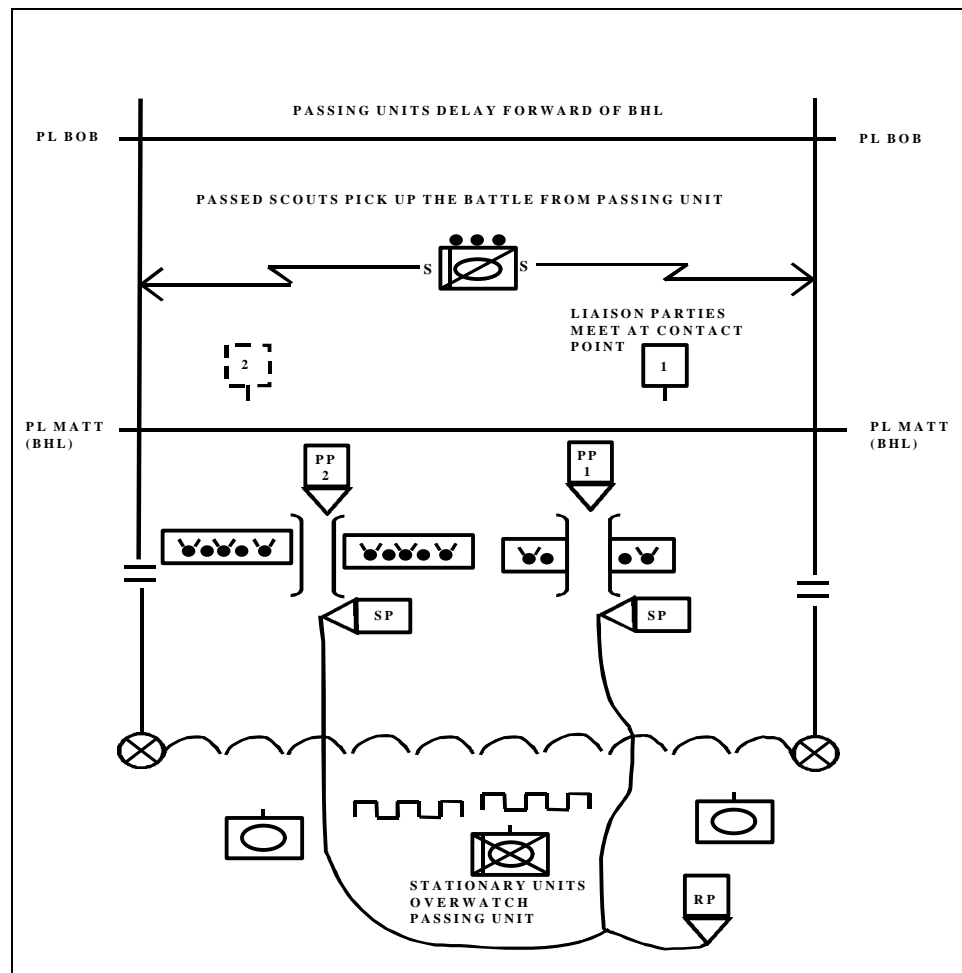 PASSING UNITS DELAY FORWARD OF BHL
PL BOB
PL BOB
PASSED SCOUTS PICK UP THE BATTLE FROM PASSING UNIT
S
S
LIAISON PARTIES
MEET AT CONTACT
POINT
2
1
PL MATT
(BHL)
PL MATT
(BHL)
PP
2
PP
1
SP
SP
STATIONARY UNITS
OVERWATCH
PASSING UNIT
RP